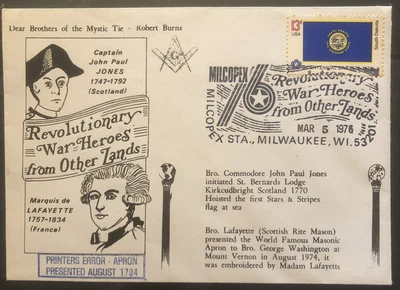 Dear Brothers of the Mystic Tie - Robert Burns
Captain
John Paul
JONES
1747-1792
(Scotland)
G
Revolutionary
War Heroes
from Other Lands
Marquis de
LAFAYETTE
1757-1834
(France)
PRINTERS ERROR - APRON
PRESENTED AUGUST 1784
13c
USA
South Dakota
MILCOPEX
76
Revolutionary
War Heroes
from Other Lands
MAR 5 1976
MILCOPEX STA., MILWAUKEE, WI. 53201
Bro. Commodore John Paul Jones
initiated St. Bernards Lodge
Kirkcudbright Scotland 1770
Hoisted the first Stars & Stripes
flag at sea
Bro. Lafayette (Scottish Rite Mason)
presented the World Famous Masonic
Apron to Bro. George Washington at
Mount Vernon in August 1974, it
was embroidered by Madam Lafayette